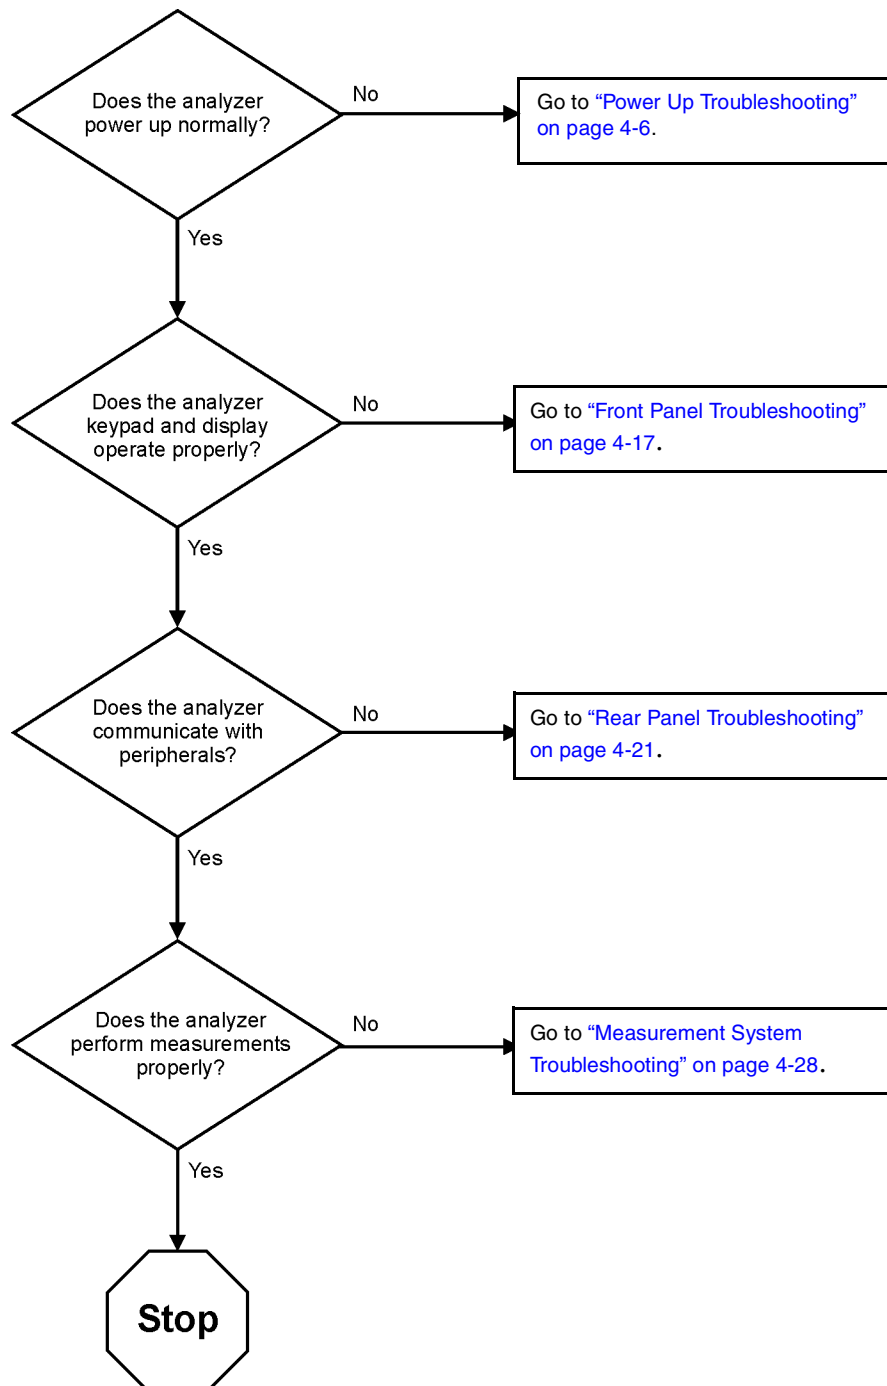 Does the analyzer
power up normally?
No
Go to “Power Up Troubleshooting”
on page 4-6.
Yes
Does the analyzer
keypad and display
operate properly?
No
Go to “Front Panel Troubleshooting”
on page 4-17.
Yes
Does the analyzer
communicate with
peripherals?
No
Go to “Rear Panel Troubleshooting”
on page 4-21.
Yes
Does the analyzer
perform measurements
properly?
No
Go to “Measurement System
Troubleshooting” on page 4-28.
Yes
Stop